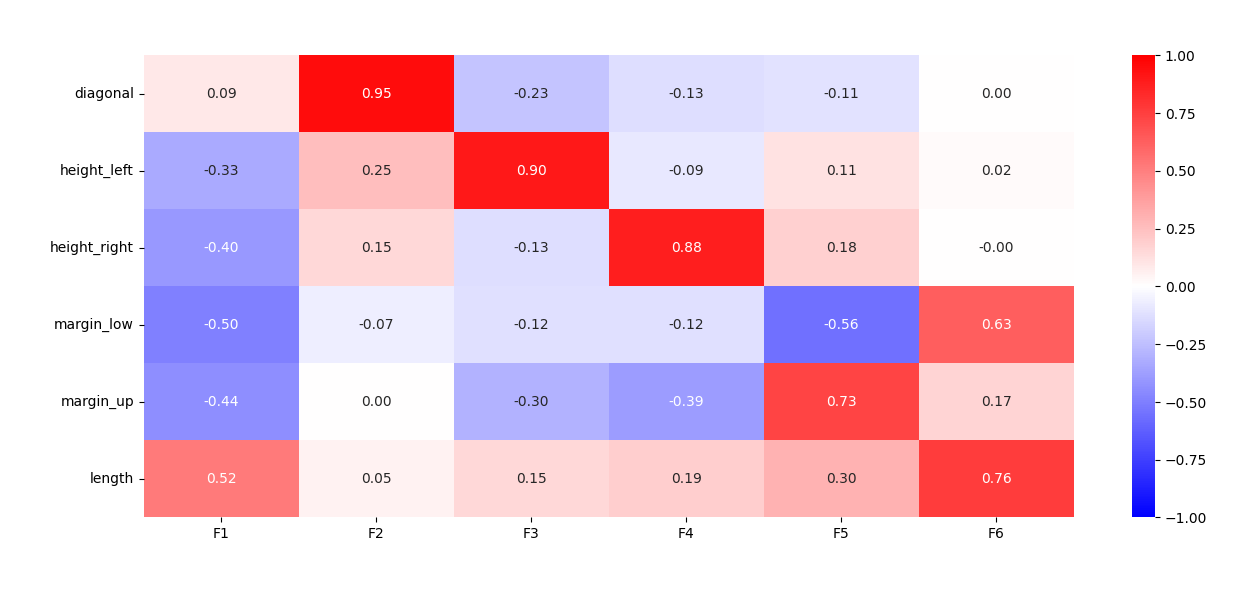 diagonal 0.09 0.95 -0.23 -0.13 -0.11 0.00
height_left -0.33 0.25 0.90 -0.09 0.11 0.02
height_right -0.40 0.15 -0.13 0.88 0.18 -0.00
margin_low -0.50 -0.07 -0.12 -0.12 -0.56 0.63
margin_up -0.44 0.00 -0.30 -0.39 0.73 0.17
length 0.52 0.05 0.15 0.19 0.30 0.76
F1 F2 F3 F4 F5 F6
1.00
0.75
0.50
0.25
0.00
−0.25
−0.50
−0.75
−1.00